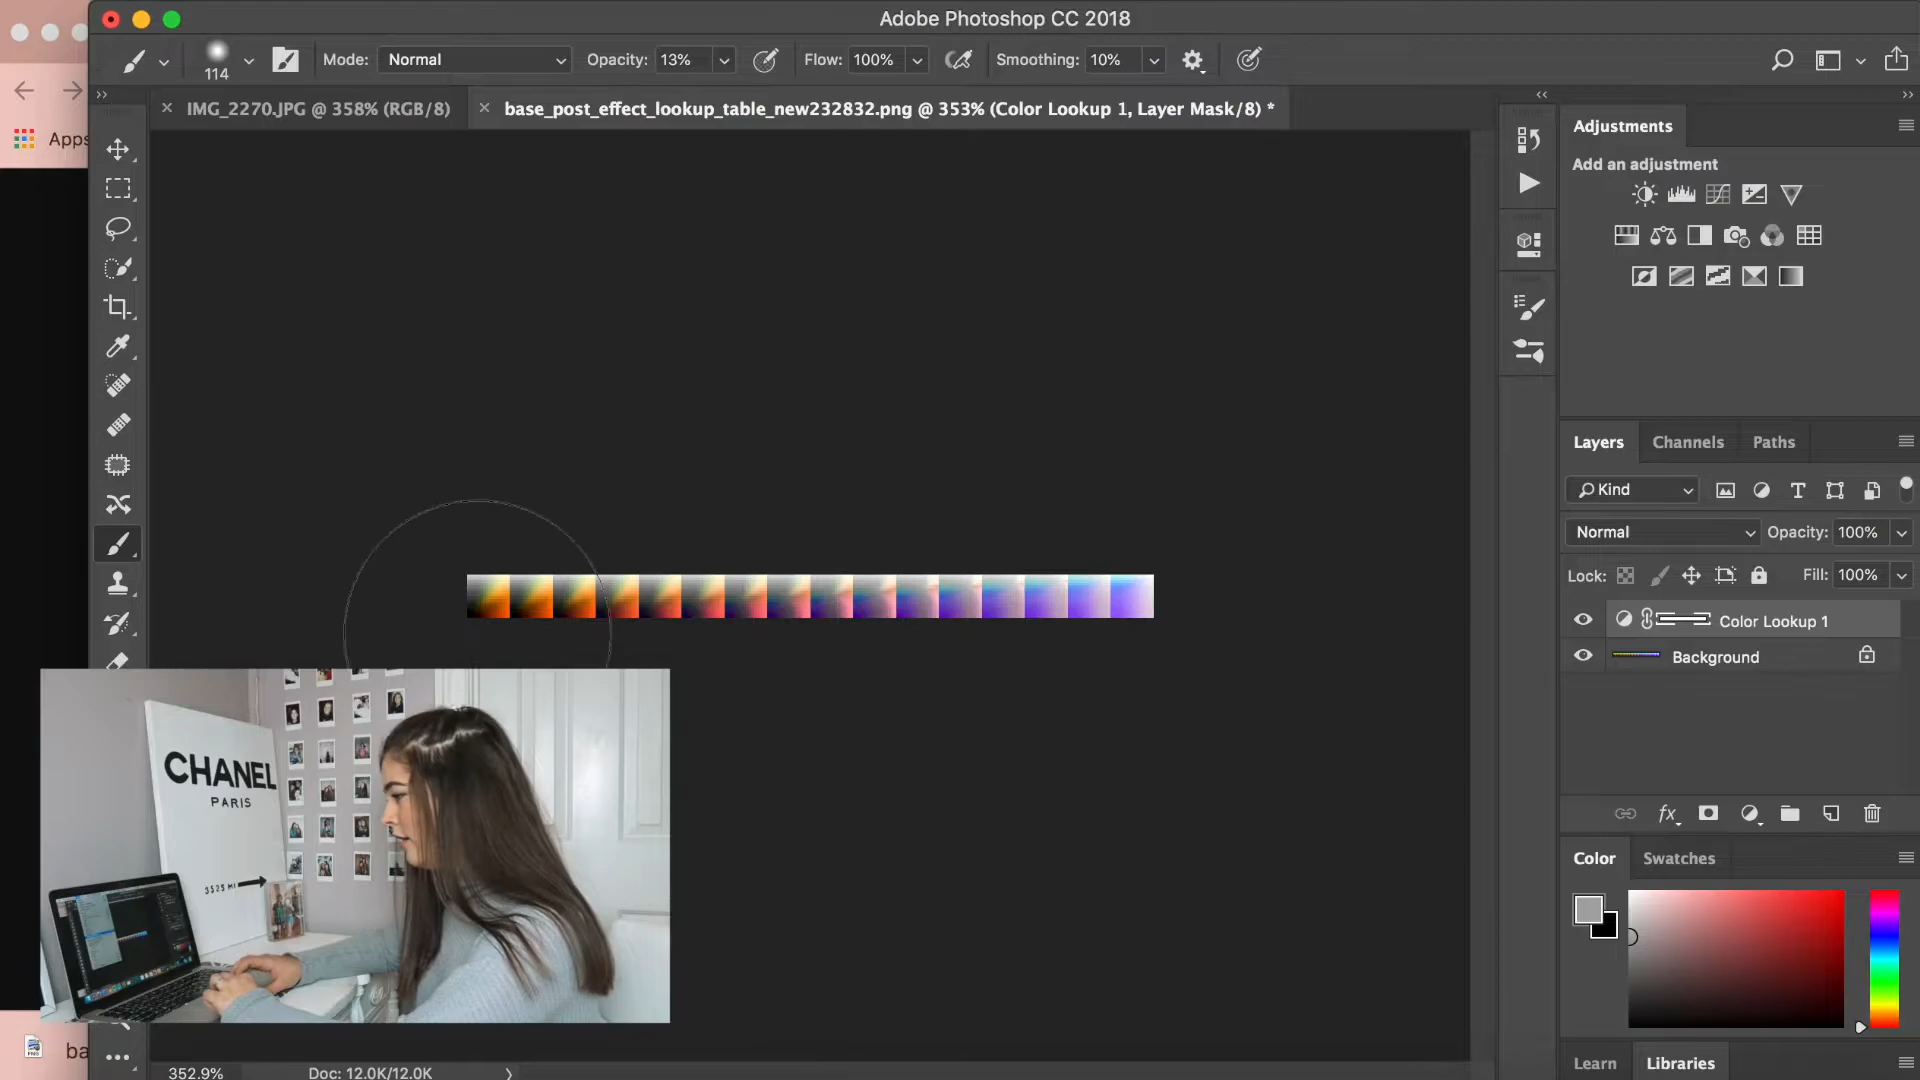 Adobe Photoshop CC 2018
114
Mode: Normal
Opacity: 13%
Flow: 100%
Smoothing: 10%
IMG_2270.JPG @ 358% (RGB/8)
base_post_effect_lookup_table_new232832.png @ 353% (Color Lookup 1, Layer Mask/8) *
Apps
Adjustments
Add an adjustment
Layers
Channels
Paths
Kind
Normal
Opacity: 100%
Lock:
Fill: 100%
Color Lookup 1
Background
CHANEL
PARIS
3525 MI
Color
Swatches
ba
Learn
Libraries
352.9%
Doc: 12.0K/12.0K